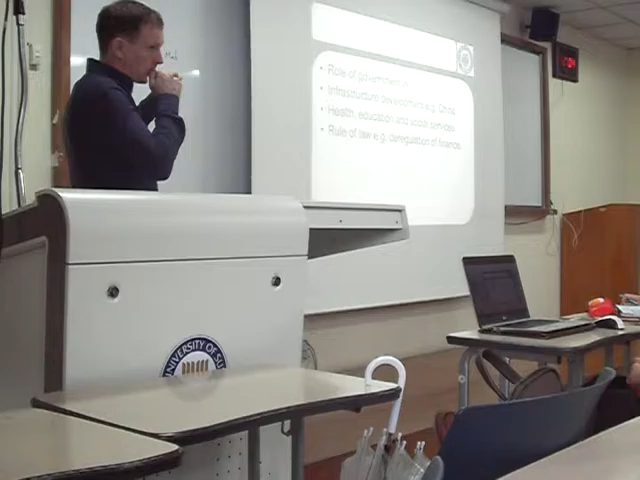 Role of government in
Infrastructure development e.g. China
Health, education and social services
Rule of law e.g. deregulation of finance
UNIVERSITY OF SU